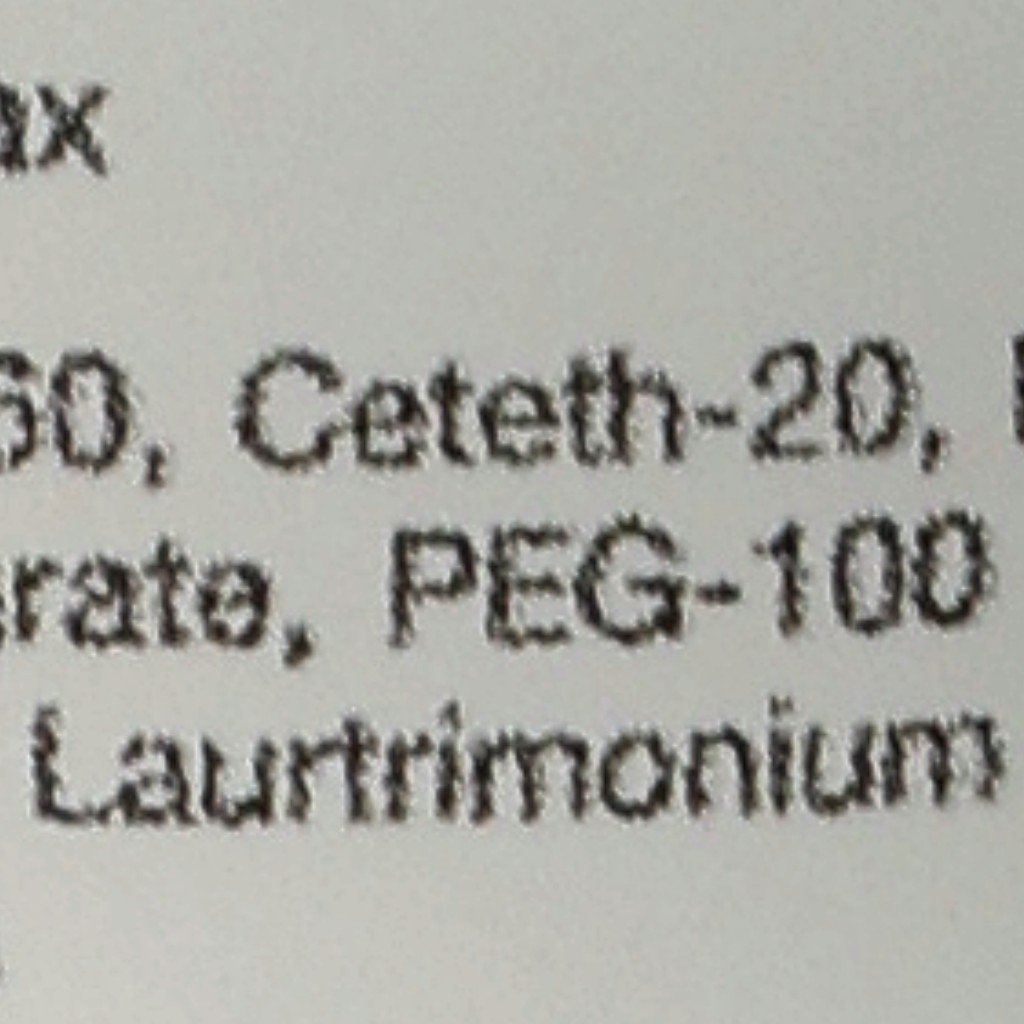 ax
60, Ceteth-20,
erate, PEG-100
Laurtrimonium